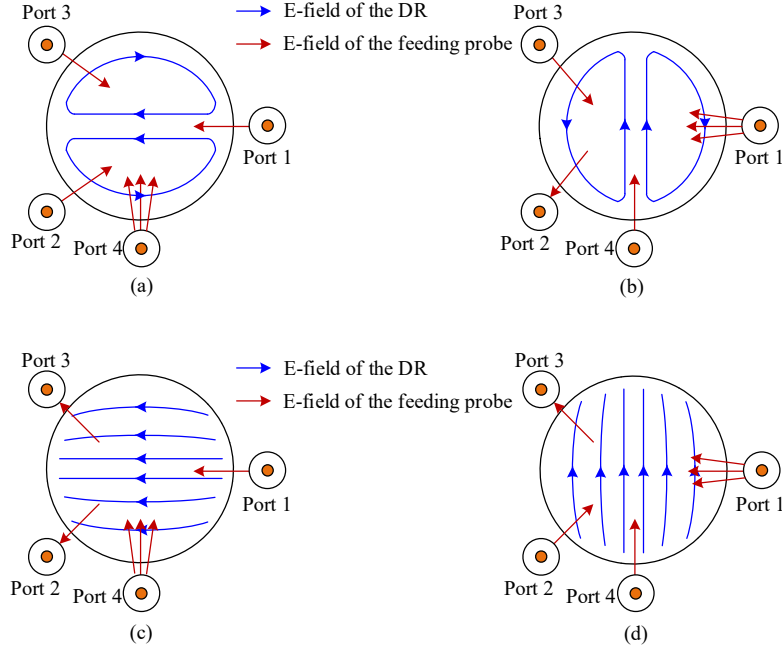 Port 3
E-field of the DR
E-field of the feeding probe
Port 1
Port 2
Port 4
(a)
Port 3
Port 1
Port 2
Port 4
(b)
Port 3
E-field of the DR
E-field of the feeding probe
Port 1
Port 2
Port 4
(c)
Port 3
Port 1
Port 2
Port 4
(d)